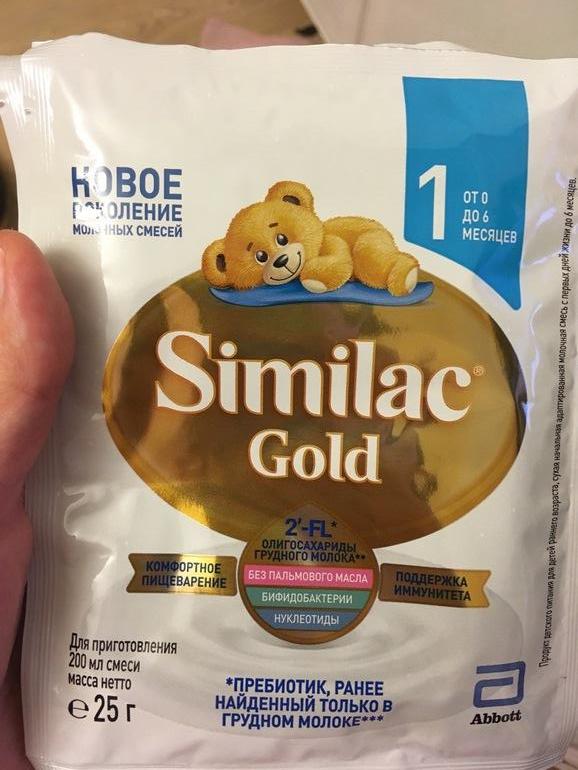 НОВОЕ
ПОКОЛЕНИЕ
МОЛОЧНЫХ СМЕСЕЙ
1
ОТ 0
ДО 6
МЕСЯЦЕВ
Similac®
Gold
2'-FL*
ОЛИГОСАХАРИДЫ
ГРУДНОГО МОЛОКА**
КОМФОРТНОЕ
ПИЩЕВАРЕНИЕ
БЕЗ ПАЛЬМОВОГО МАСЛА
БИФИДОБАКТЕРИИ
НУКЛЕОТИДЫ
ПОДДЕРЖКА
ИММУНИТЕТА
Для приготовления
200 мл смеси
масса нетто
℮ 25 г
*ПРЕБИОТИК, РАНЕЕ
НАЙДЕННЫЙ ТОЛЬКО В
ГРУДНОМ МОЛОКЕ***
Abbott
Продукт детского питания для детей раннего возраста, сухая начальная адаптированная молочная смесь с первых дней жизни до 6 месяцев.